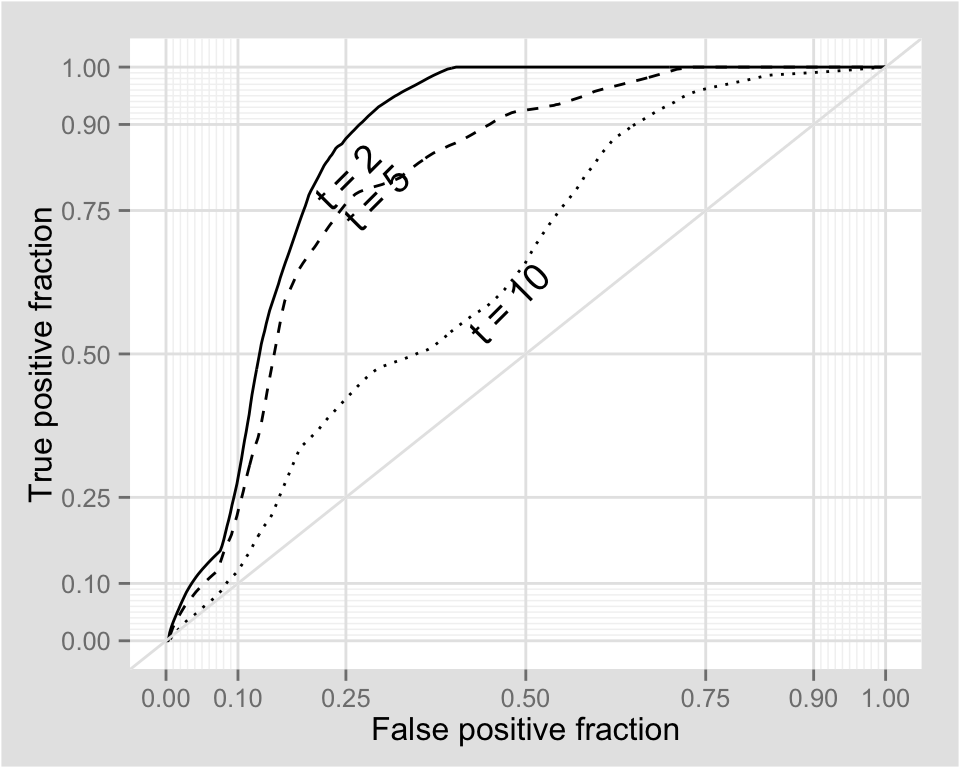 1.00
0.90
0.75
0.50
0.25
0.10
0.00
True positive fraction
t= 2
t= 5
t= 10
0.00 0.10 0.25 0.50 0.75 0.90 1.00
False positive fraction